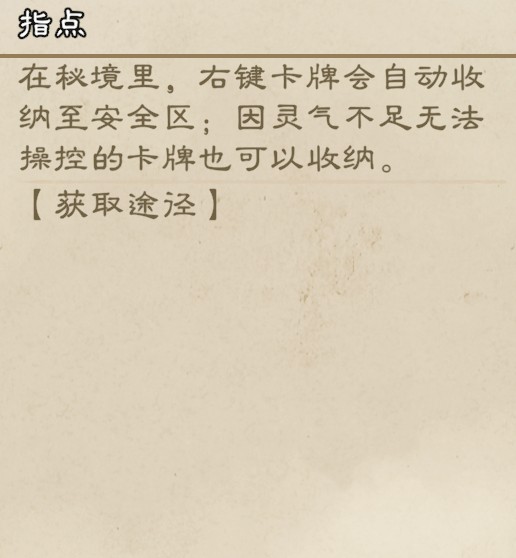 指点
在秘境里，右键卡牌会自动收
纳至安全区；因灵气不足无法
操控的卡牌也可以收纳。
【获取途径】